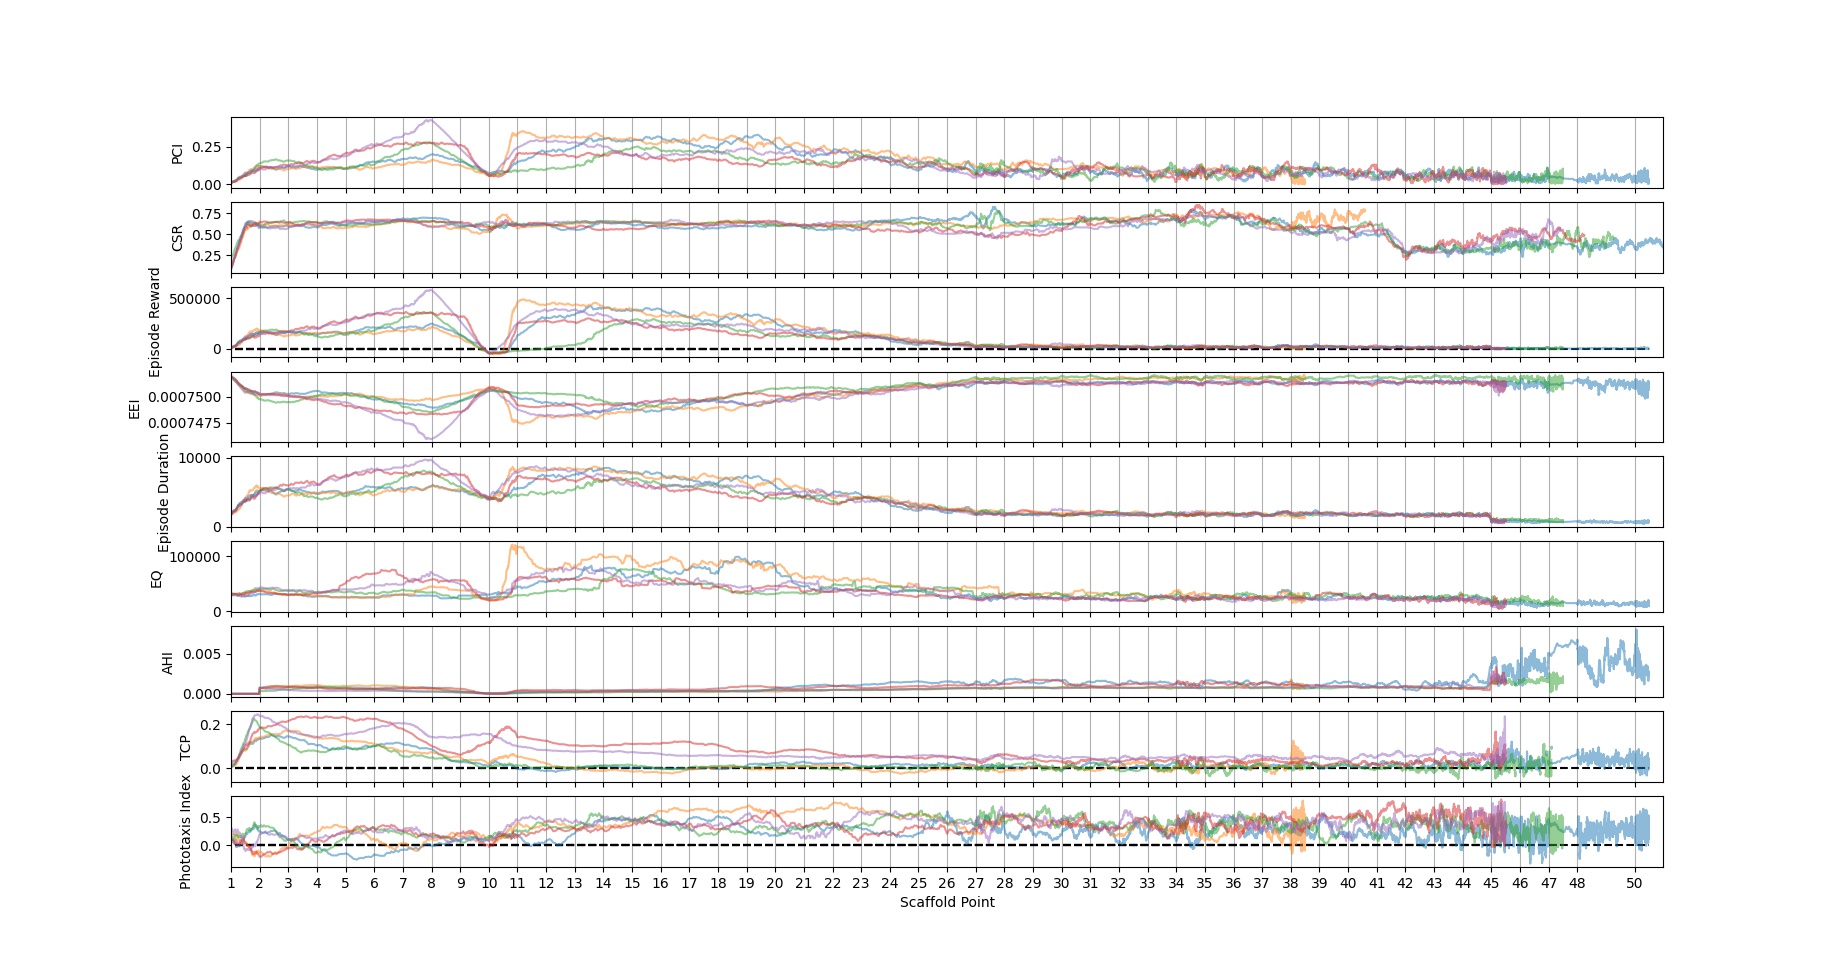 PCI
0.25
0.00
CSR
0.75
0.50
0.25
Episode Reward
500000
0
EEI
0.0007500
0.0007475
Episode Duration
10000
0
EQ
100000
0
AHI
0.005
0.000
TCP
0.2
0.0
Phototaxis Index
0.5
0.0
1 2 3 4 5 6 7 8 9 10 11 12 13 14 15 16 17 18 19 20 21 22 23 24 25 26 27 28 29 30 31 32 33 34 35 36 37 38 39 40 41 42 43 44 45 46 47 48 50
Scaffold Point